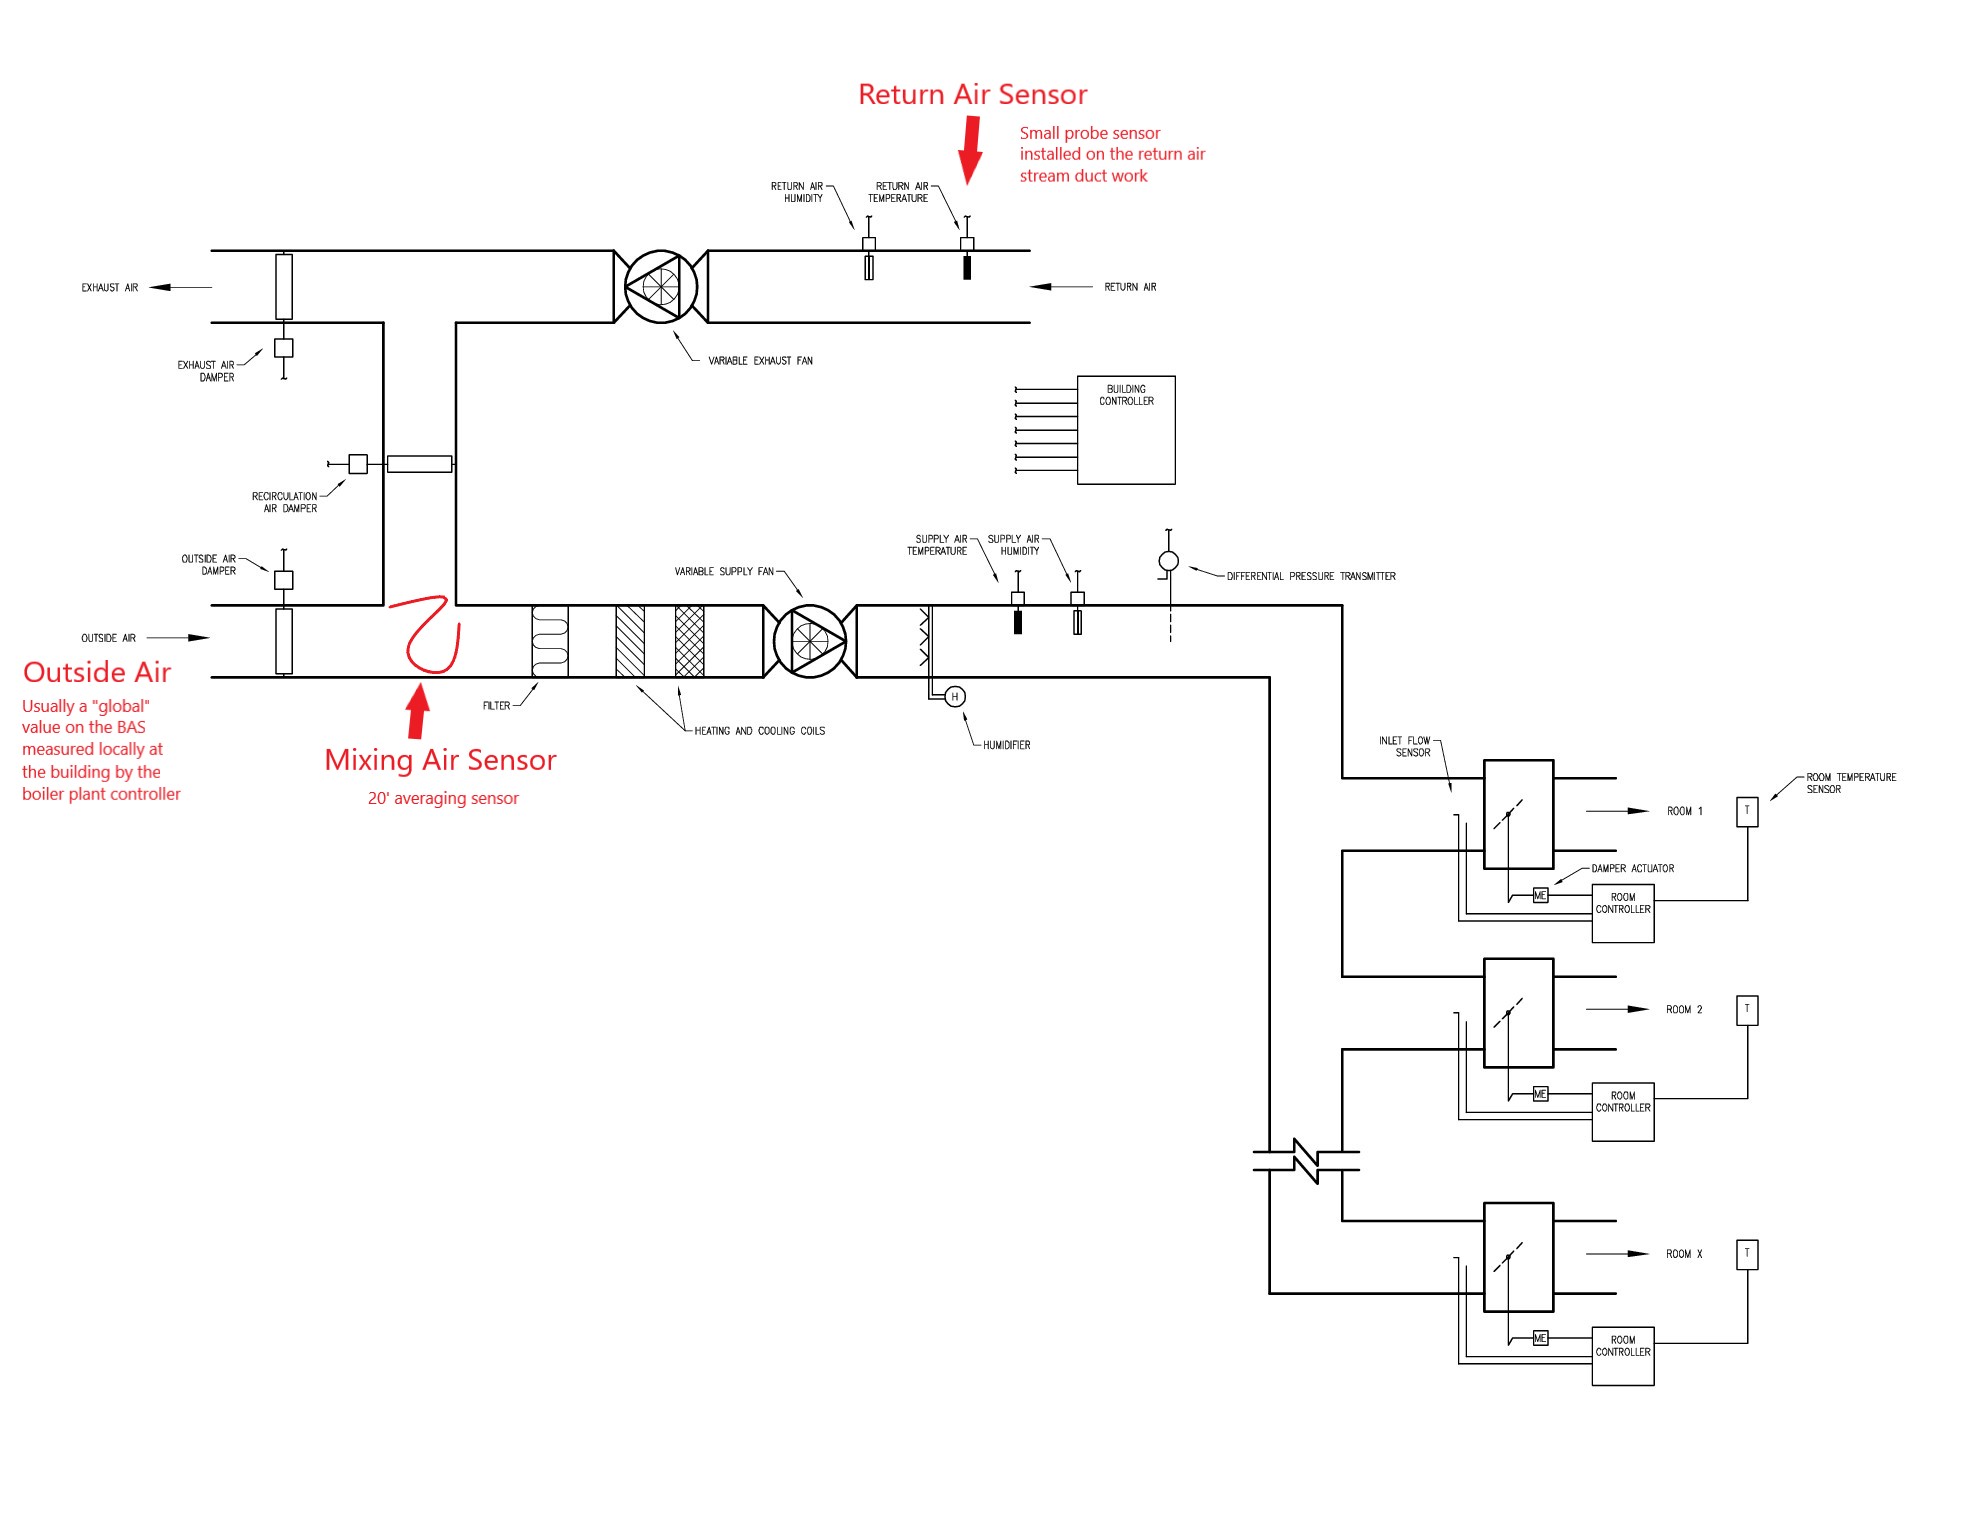 Return Air Sensor
Small probe sensor
installed on the return air
stream duct work
RETURN AIR
HUMIDITY
RETURN AIR
TEMPERATURE
EXHAUST AIR
RETURN AIR
EXHAUST AIR
DAMPER
VARIABLE EXHAUST FAN
BUILDING
CONTROLLER
RECIRCULATION
AIR DAMPER
OUTSIDE AIR
DAMPER
VARIABLE SUPPLY FAN
SUPPLY AIR
TEMPERATURE
SUPPLY AIR
HUMIDITY
DIFFERENTIAL PRESSURE TRANSMITTER
OUTSIDE AIR
Outside Air
Usually a "global"
value on the BAS
measured locally at
the building by the
boiler plant controller
Mixing Air Sensor
20' averaging sensor
FILTER
HEATING AND COOLING COILS
H
HUMIDIFIER
INLET FLOW
SENSOR
ROOM TEMPERATURE
SENSOR
ROOM 1
T
DAMPER ACTUATOR
ME
ROOM
CONTROLLER
ROOM 2
T
ME
ROOM
CONTROLLER
ROOM X
T
ME
ROOM
CONTROLLER